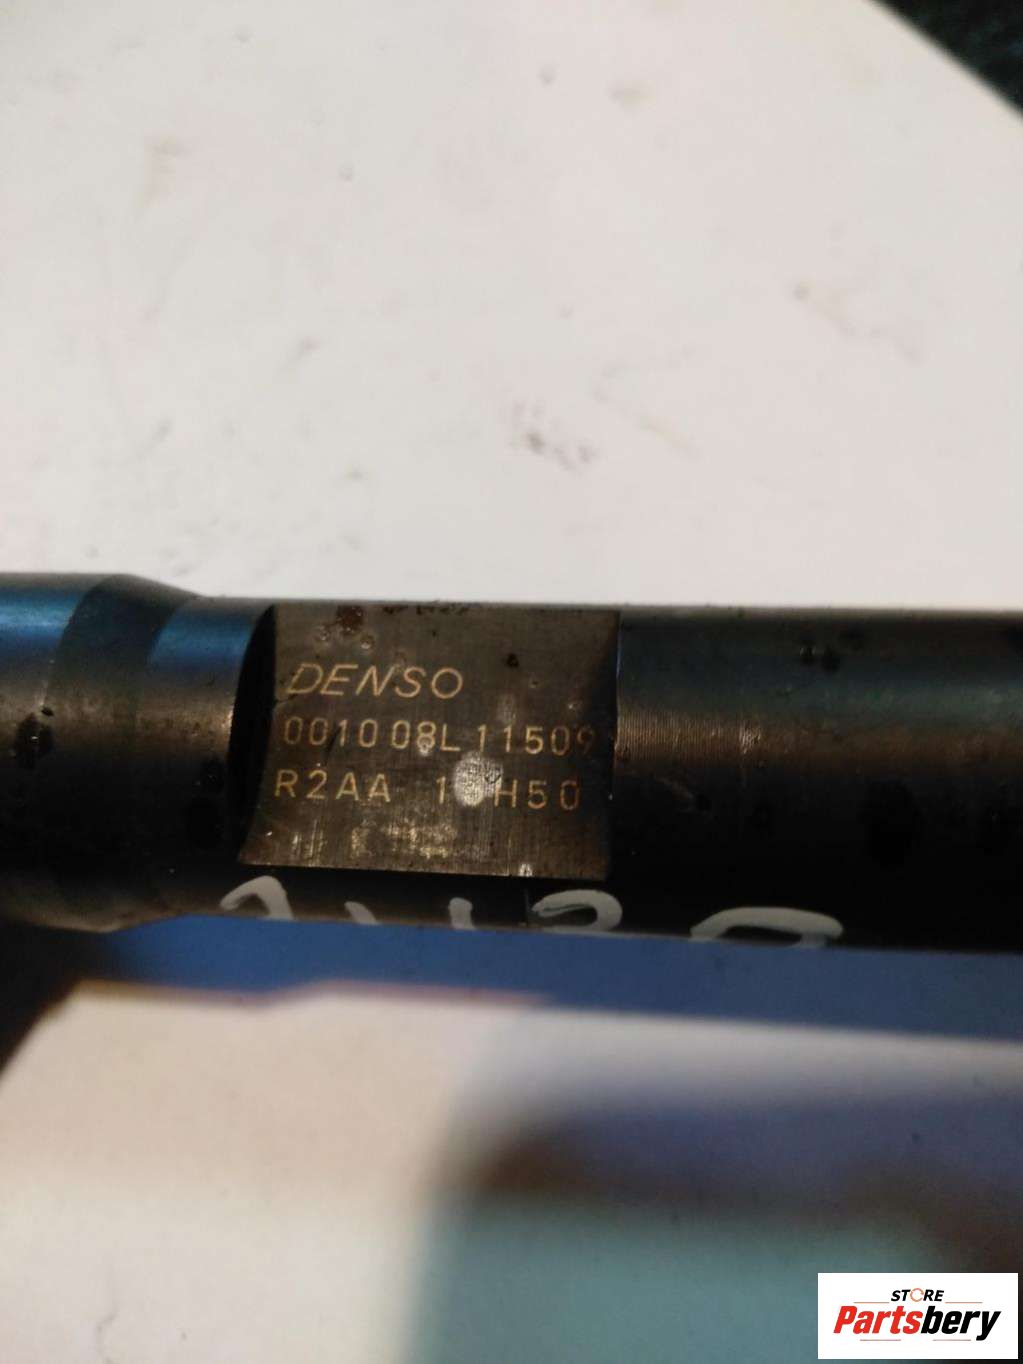 DENSO
001008L11509
R2AA
STORE
Partsbery